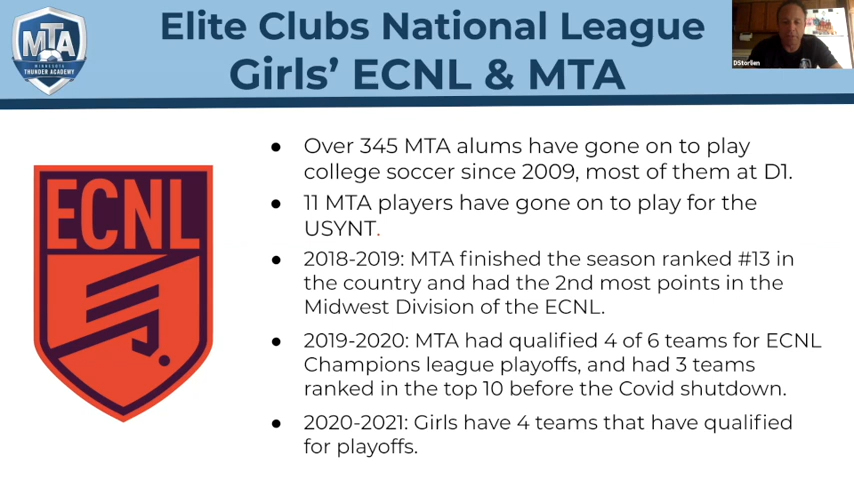 Elite Clubs National League
Girls' ECNL & MTA
MTA
MINNESOTA
THUNDER ACADEMY
DStorlien
ECNL
● Over 345 MTA alums have gone on to play
college soccer since 2009, most of them at D1.
● 11 MTA players have gone on to play for the
USYNT.
● 2018-2019: MTA finished the season ranked #13 in
the country and had the 2nd most points in the
Midwest Division of the ECNL.
● 2019-2020: MTA had qualified 4 of 6 teams for ECNL
Champions league playoffs, and had 3 teams
ranked in the top 10 before the Covid shutdown.
● 2020-2021: Girls have 4 teams that have qualified
for playoffs.